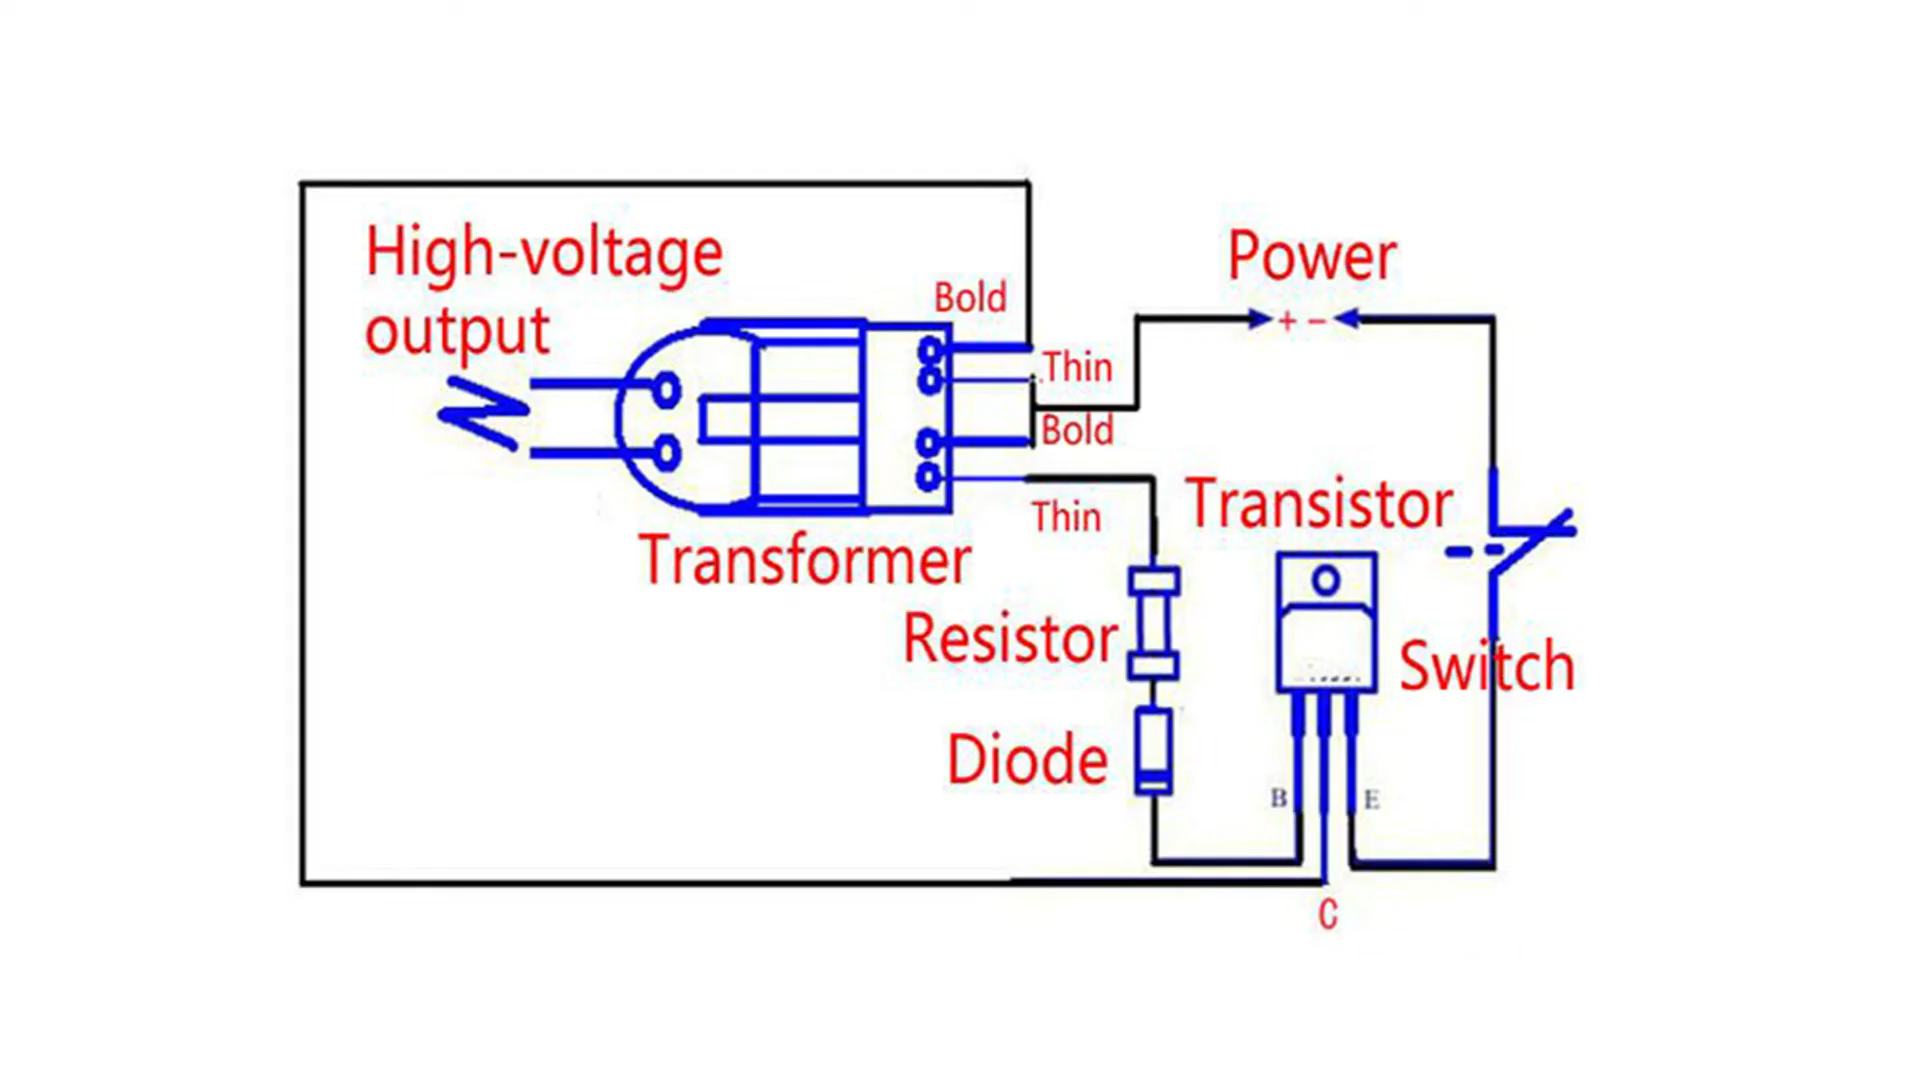 High-voltage
output
Bold
Thin
Bold
Thin
Power
+ −
Transformer
Transistor
Resistor
Switch
Diode
B
E
C